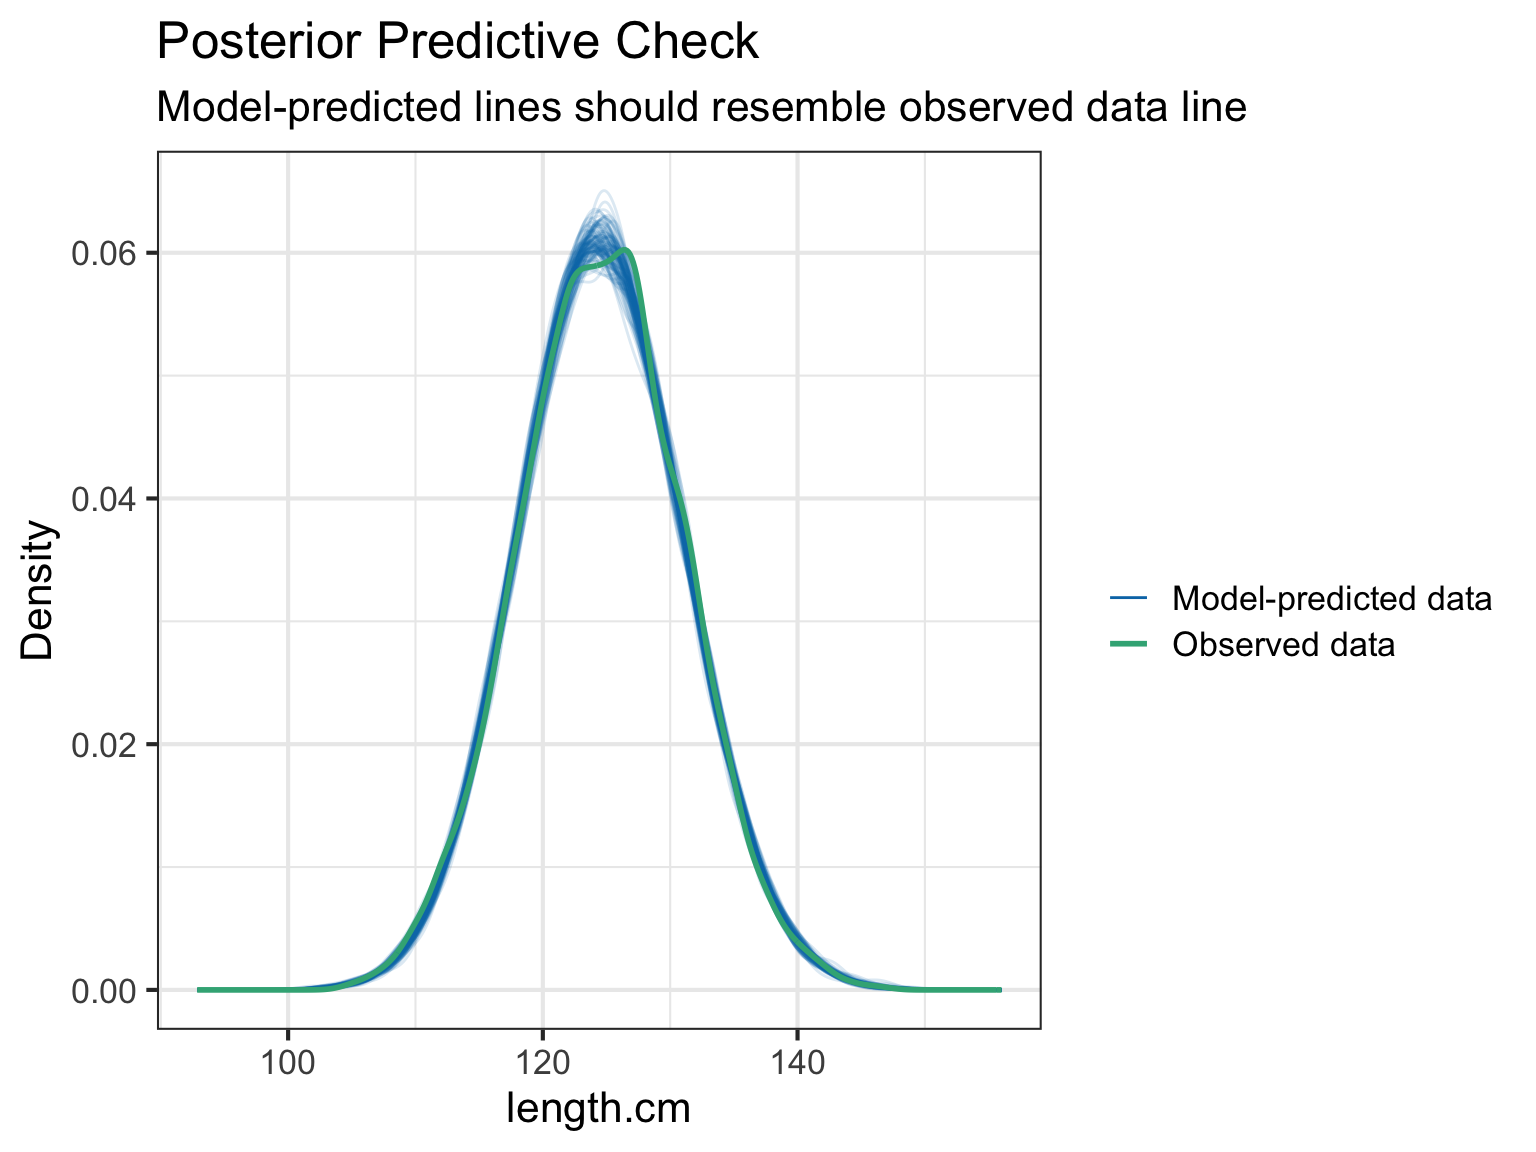 Posterior Predictive Check
Model-predicted lines should resemble observed data line
Density
0.06
0.04
0.02
0.00
100
120
140
length.cm
Model-predicted data
Observed data